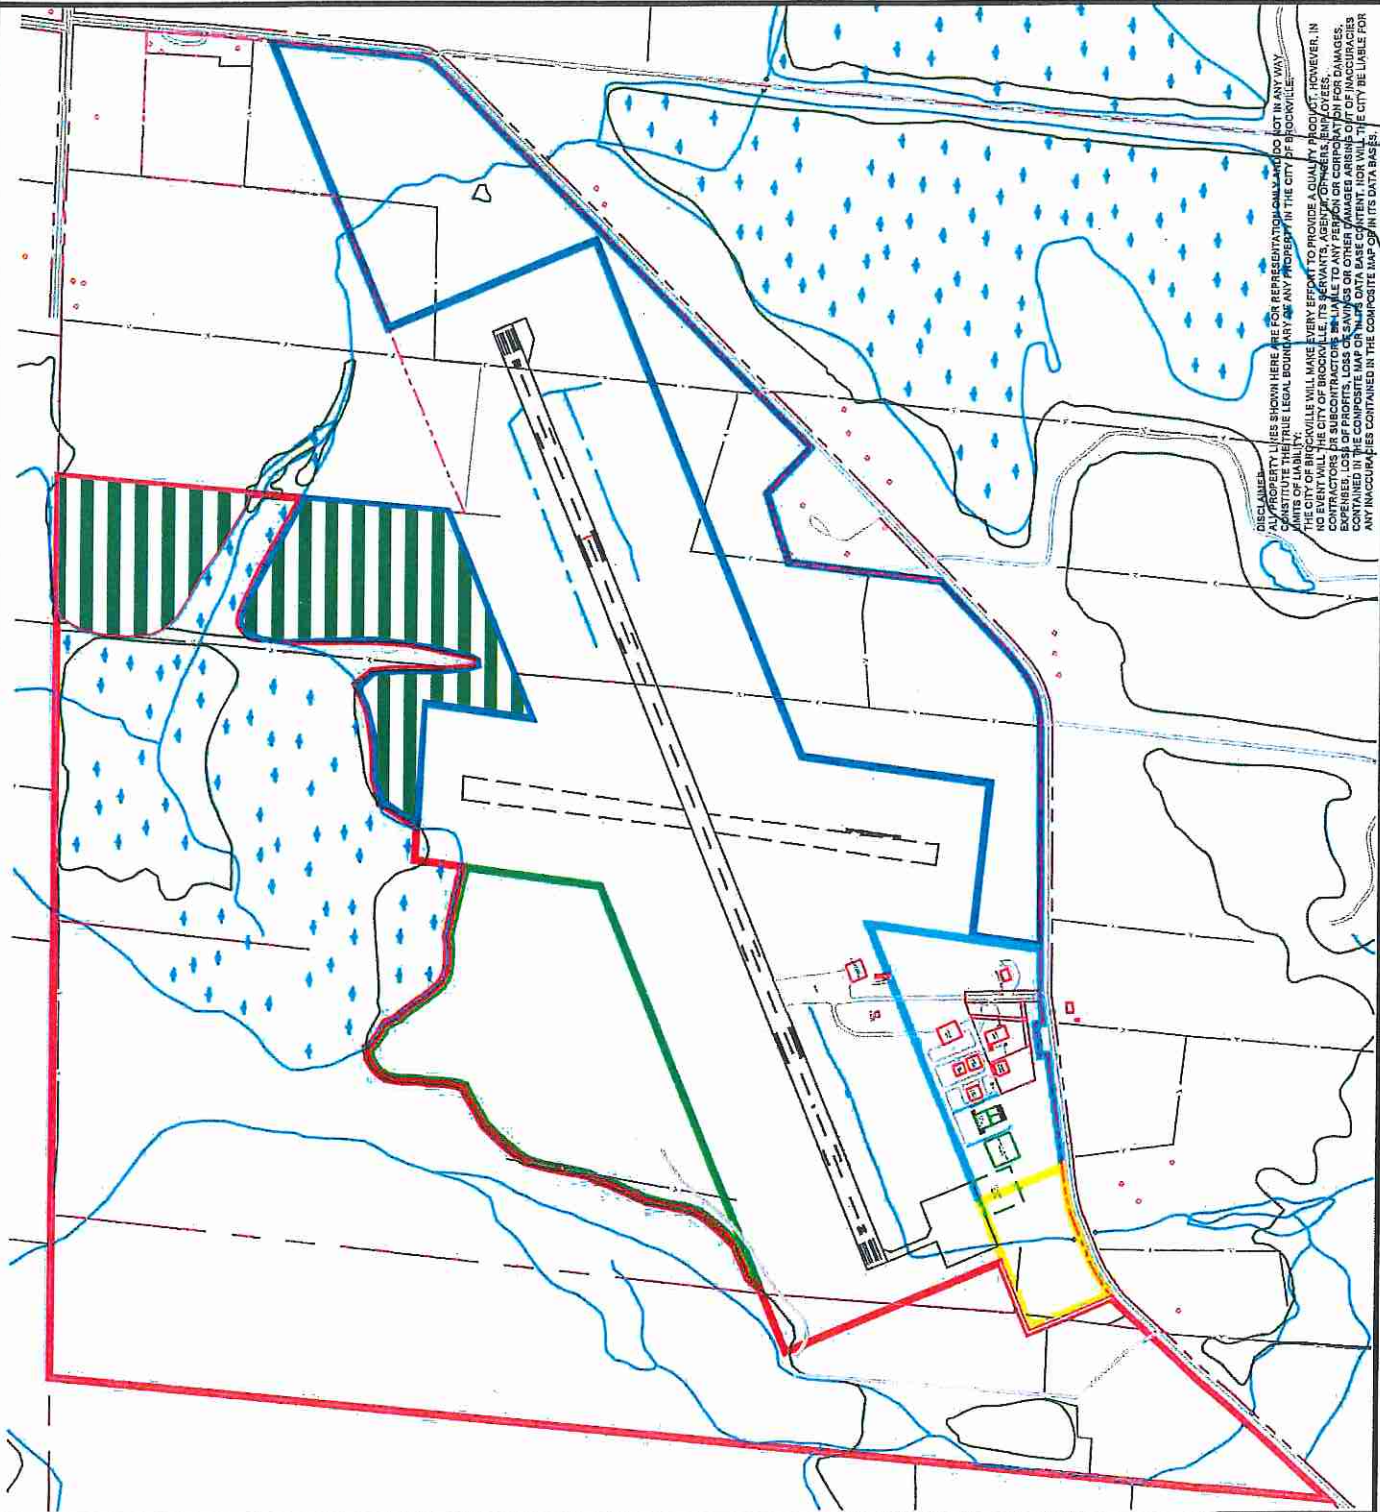 DISCLAIMER:
ALL PROPERTY LINES SHOWN HERE ARE FOR REPRESENTATION ONLY AND DO NOT IN ANY WAY
CONSTITUTE THE TRUE LEGAL BOUNDARY OF ANY PROPERTY IN THE CITY OF BROCKVILLE.
LIMITS OF LIABILITY:
THE CITY OF BROCKVILLE WILL MAKE EVERY EFFORT TO PROVIDE A QUALITY PRODUCT, HOWEVER, IN
NO EVENT WILL THE CITY OF BROCKVILLE, ITS SERVANTS, AGENTS, OFFICERS, EMPLOYEES,
CONTRACTORS OR SUBCONTRACTORS BE LIABLE TO ANY PERSON OR CORPORATION FOR DAMAGES,
EXPENSES, LOSS OF PROFITS, LOSS OF SAVINGS OR OTHER DAMAGES ARISING OUT OF INACCURACIES
CONTAINED IN THE COMPOSITE MAP OR IN ITS DATA BASE CONTENT, NOR WILL THE CITY BE LIABLE FOR
ANY INACCURACIES CONTAINED IN THE COMPOSITE MAP OR IN ITS DATA BASES.